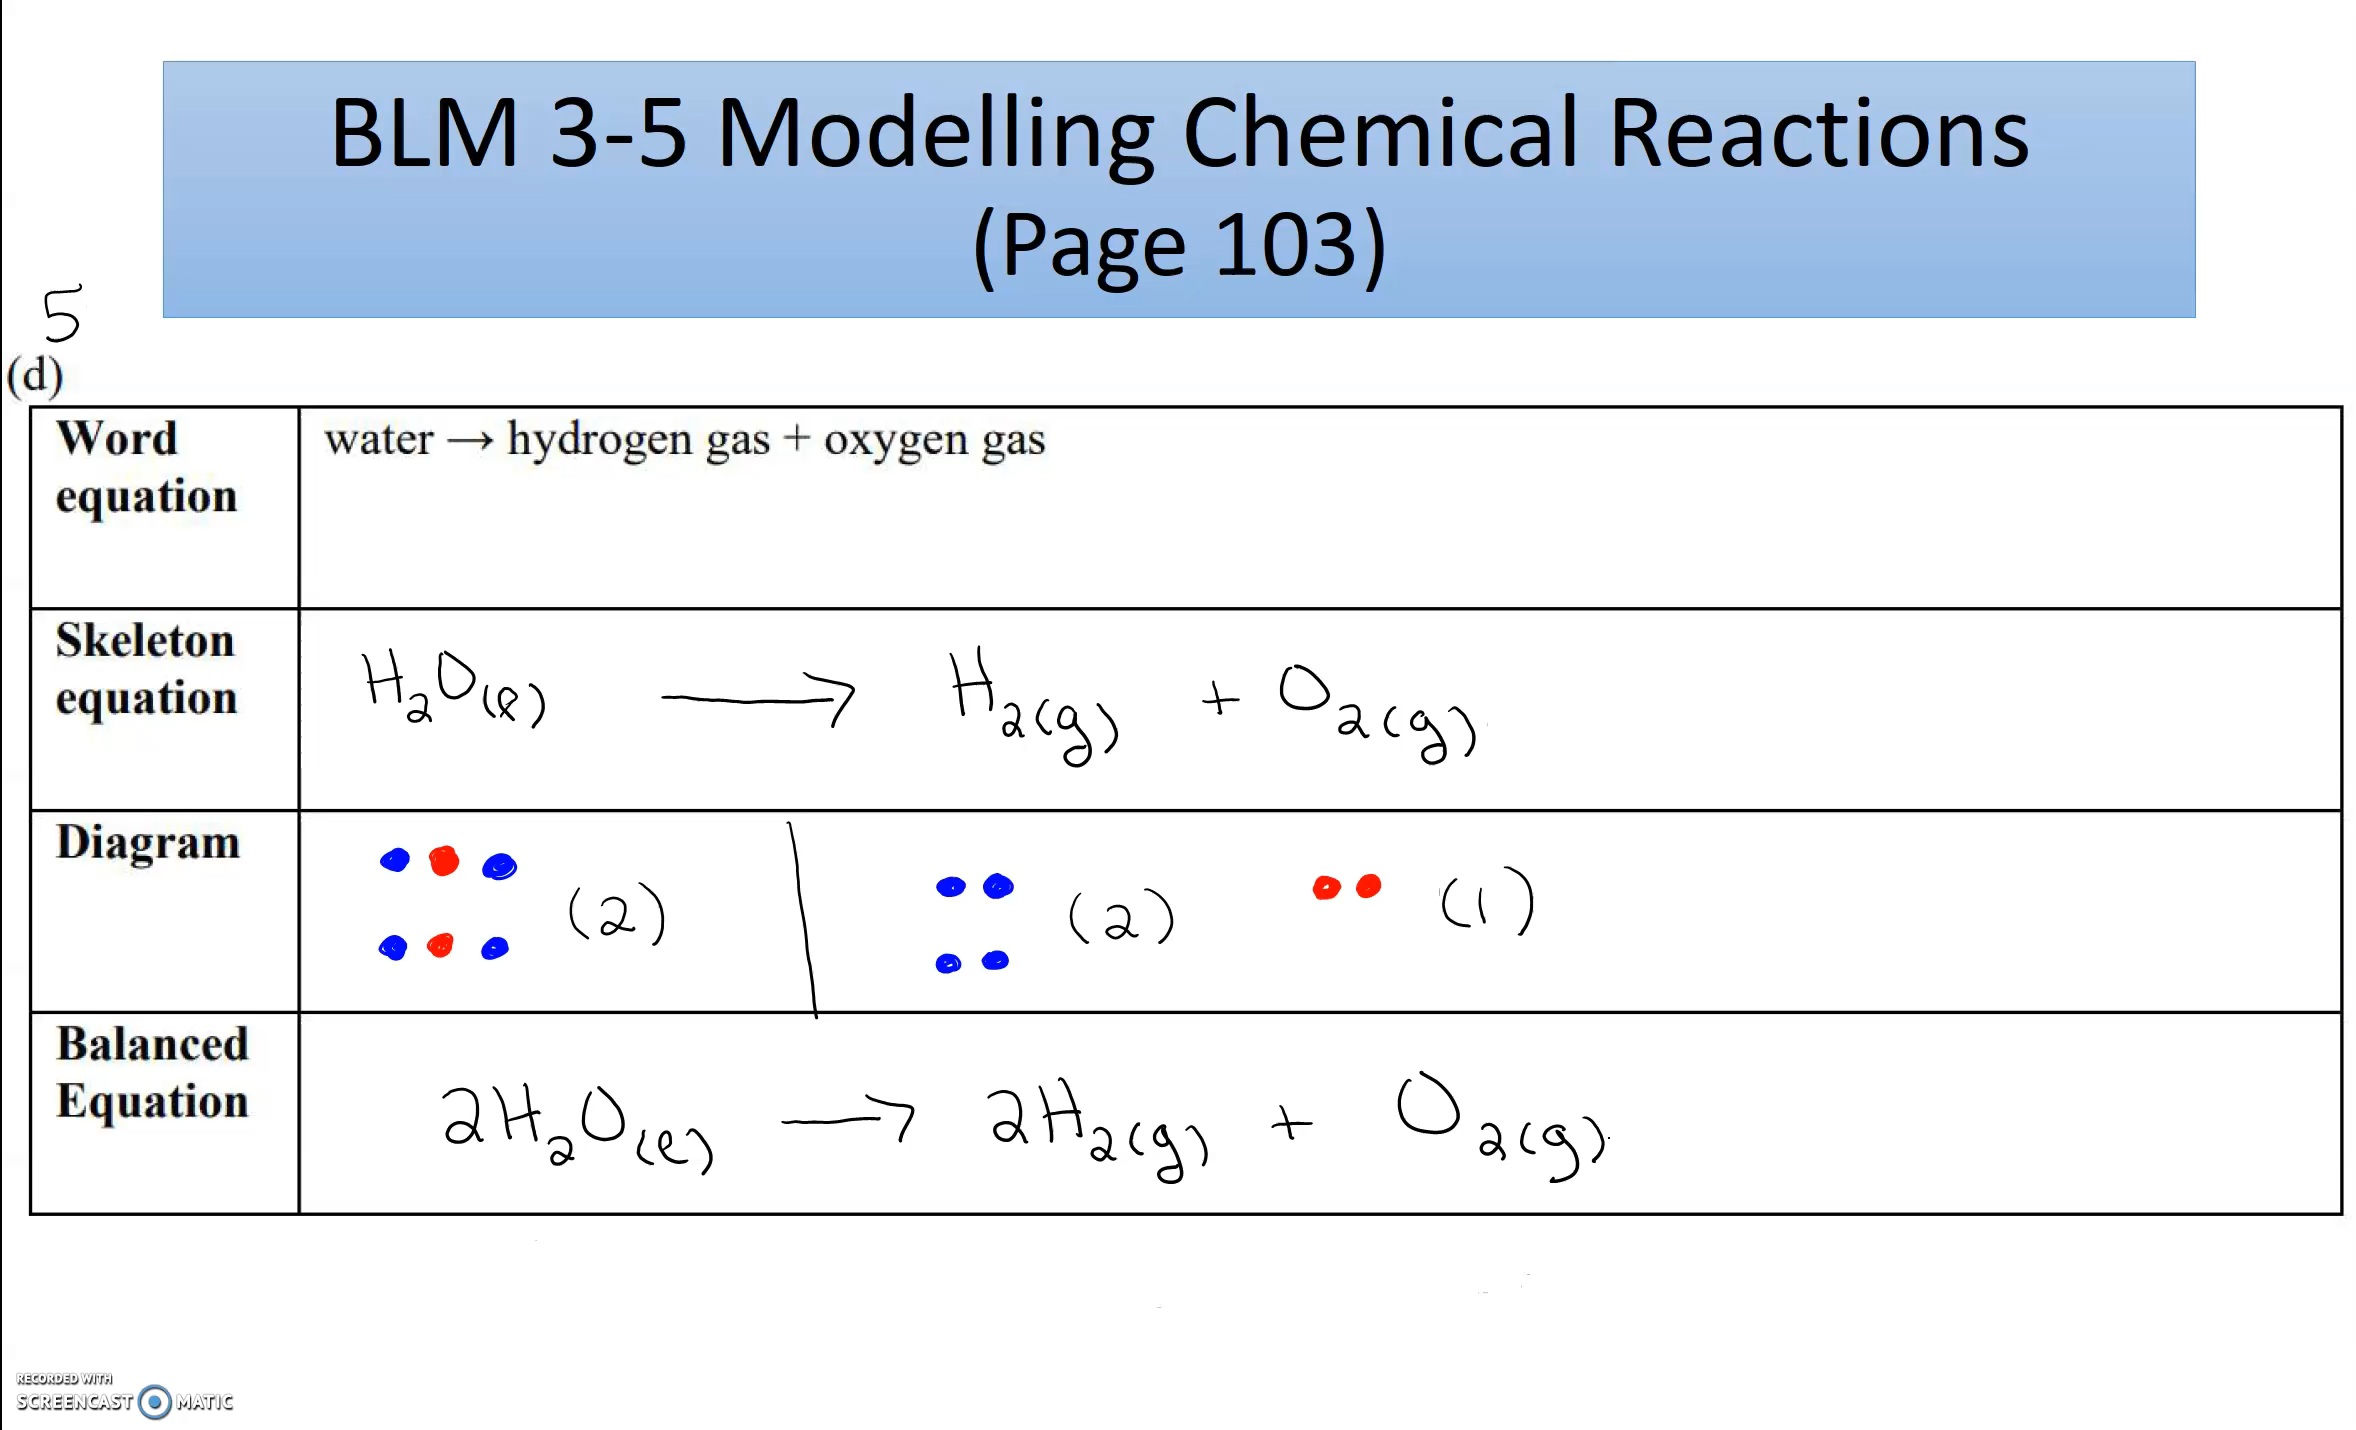 BLM 3-5 Modelling Chemical Reactions
(Page 103)
5
(d)
Word
equation
water → hydrogen gas + oxygen gas
Skeleton
equation
H₂O(ℓ) ⟶ H₂(g) + O₂(g)
Diagram
(2) (2) (1)
Balanced
Equation
2H₂O(ℓ) ⟶ 2H₂(g) + O₂(g)
RECORDED WITH
SCREENCAST MATIC